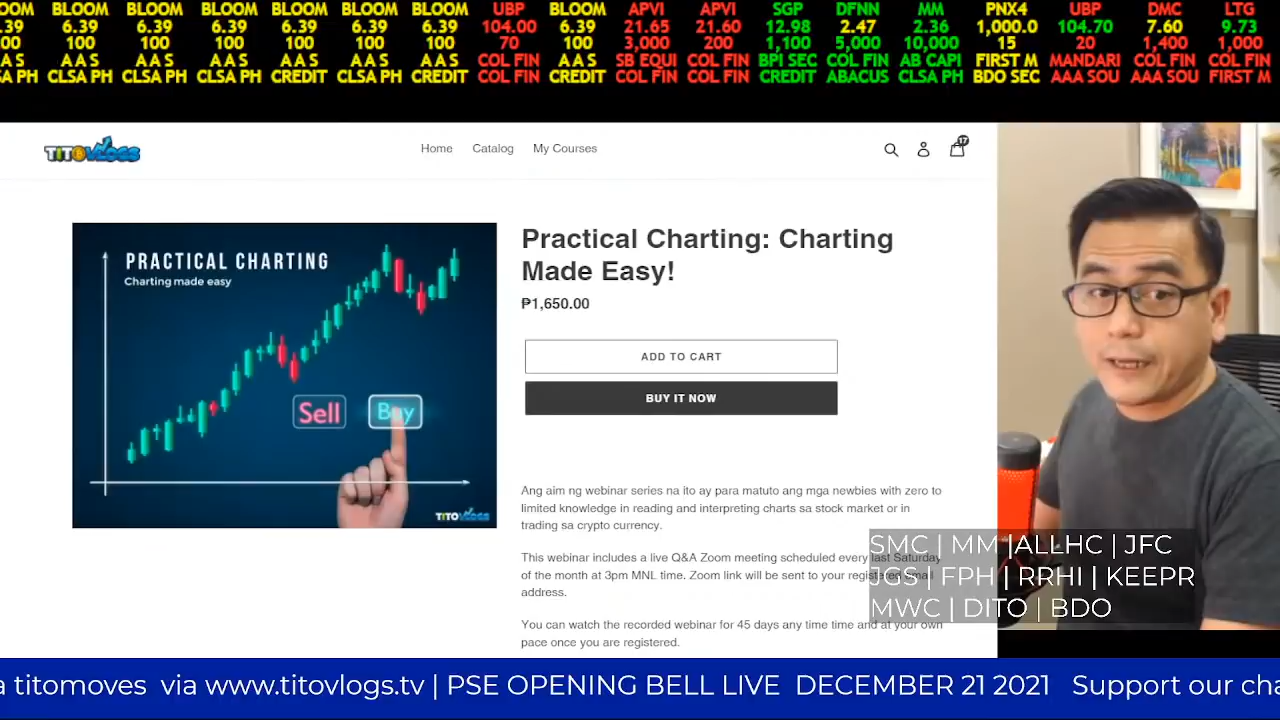 OOM BLOOM BLOOM BLOOM BLOOM BLOOM BLOOM UBP BLOOM APVI APVI SGP DFNN MM PNX4 UBP DMC LTG
.39 6.39 6.39 6.39 6.39 6.39 6.39 104.00 6.39 21.65 21.60 12.98 2.47 2.36 1,000.0 104.70 7.60 9.73
00 100 100 100 100 100 100 70 100 3,000 200 1,100 5,000 10,000 15 20 1,400 1,000
A S A A S A A S A A S A A S A A S A A S COL FIN A A S SB EQUI COL FIN BPI SEC COL FIN AB CAPI FIRST M MANDARI COL FIN COL FIN
SA PH CLSA PH CLSA PH CLSA PH CREDIT CLSA PH CREDIT COL FIN CREDIT COL FIN COL FIN CREDIT ABACUS CLSA PH BDO SEC AAA SOU AAA SOU FIRST M
TITOVLOGS
Home Catalog My Courses
17
PRACTICAL CHARTING
Charting made easy
Sell Buy
TITOVLOGS
Practical Charting: Charting
Made Easy!
₱1,650.00
ADD TO CART
BUY IT NOW
Ang aim ng webinar series na ito ay para matuto ang mga newbies with zero to
limited knowledge in reading and interpreting charts sa stock market or in
trading sa crypto currency.
This webinar includes a live Q&A Zoom meeting scheduled every last Saturday
of the month at 3pm MNL time. Zoom link will be sent to your registered email
address.
You can watch the recorded webinar for 45 days any time time and at your own
pace once you are registered.
SMC | MM |ALLHC | JFC
JGS | FPH | RRHI | KEEPR
MWC | DITO | BDO
a titomoves via www.titovlogs.tv | PSE OPENING BELL LIVE DECEMBER 21 2021 Support our cha